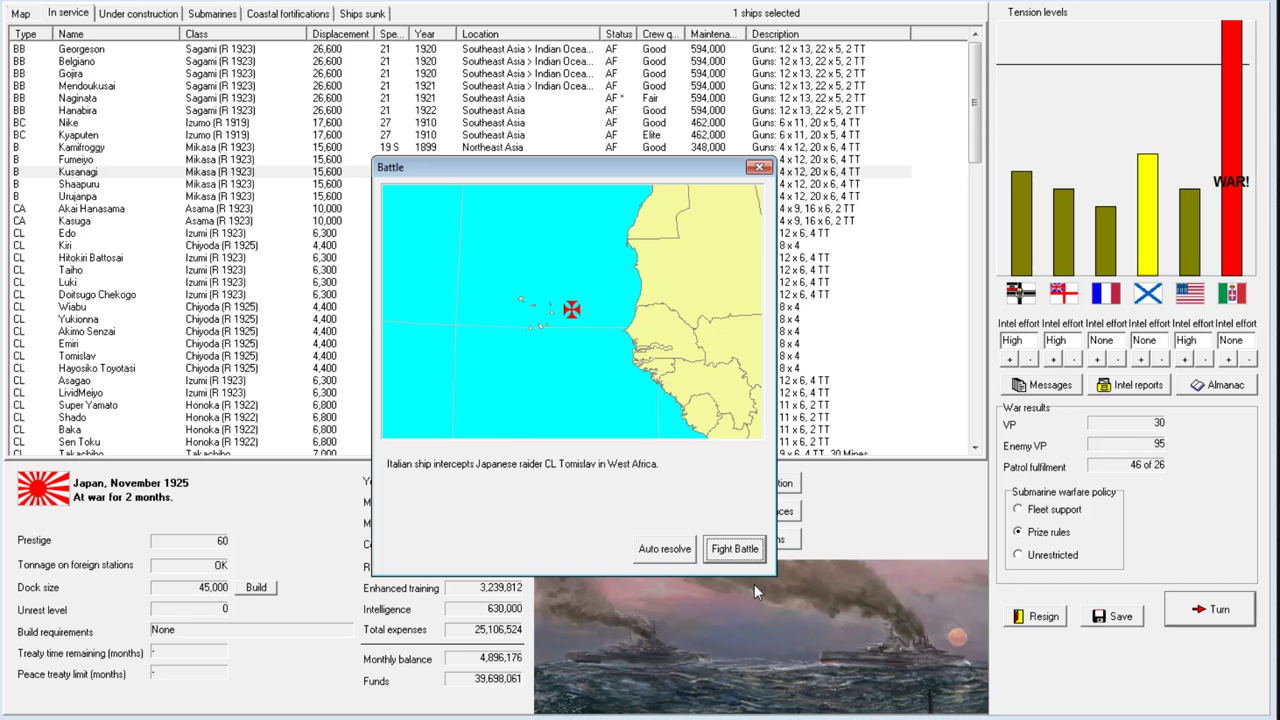 Map In service Under construction Submarines Coastal fortifications Ships sunk 1 ships selected
Type Name Class Displacement Spe... Year Location Status Crew q... Maintena... Description
BB Georgeson Sagami (R 1923) 26,600 21 1920 Southeast Asia > Indian Ocea... AF Good 594,000 Guns: 12 x 13, 22 x 5, 2 TT
BB Belgiano Sagami (R 1923) 26,600 21 1920 Southeast Asia > Indian Ocea... AF Good 594,000 Guns: 12 x 13, 22 x 5, 2 TT
BB Gojira Sagami (R 1923) 26,600 21 1920 Southeast Asia > Indian Ocea... AF Good 594,000 Guns: 12 x 13, 22 x 5, 2 TT
BB Mendoukusai Sagami (R 1923) 26,600 21 1921 Southeast Asia > Indian Ocea... AF Good 594,000 Guns: 12 x 13, 22 x 5, 2 TT
BB Naginata Sagami (R 1923) 26,600 21 1921 Southeast Asia AF * Fair 594,000 Guns: 12 x 13, 22 x 5, 2 TT
BB Hanabira Sagami (R 1923) 26,600 21 1922 Southeast Asia AF Good 594,000 Guns: 12 x 13, 22 x 5, 2 TT
BC Nike Izumo (R 1919) 17,600 27 1910 Southeast Asia AF Good 462,000 Guns: 6 x 11, 20 x 5, 4 TT
BC Kyaputen Izumo (R 1919) 17,600 27 1910 Southeast Asia AF Elite 462,000 Guns: 6 x 11, 20 x 5, 4 TT
B Kamifroggy Mikasa (R 1923) 15,600 19 S 1899 Northeast Asia AF Good 348,000 Guns: 4 x 12, 20 x 6, 2 TT
B Fumeiyo Mikasa (R 1923) 15,600 4 x 12, 20 x 6, 2 TT
B Kusanagi Mikasa (R 1923) 15,600 4 x 12, 20 x 6, 2 TT
B Shaapuru Mikasa (R 1923) 15,600 4 x 12, 20 x 6, 2 TT
B Urujanpa Mikasa (R 1923) 15,600 4 x 12, 20 x 6, 2 TT
CA Akai Hanasama Asama (R 1923) 10,000 4 x 9, 16 x 6, 2 TT
CA Kasuga Asama (R 1923) 10,000 4 x 9, 16 x 6, 2 TT
CL Edo Izumi (R 1923) 6,300 12 x 6, 4 TT
CL Kiri Chiyoda (R 1925) 4,400 8 x 4
CL Hitokiri Battosai Izumi (R 1923) 6,300 12 x 6, 4 TT
CL Taiho Izumi (R 1923) 6,300 12 x 6, 4 TT
CL Luki Izumi (R 1923) 6,300 12 x 6, 4 TT
CL Doitsugo Chekogo Izumi (R 1923) 6,300 12 x 6, 4 TT
CL Wiabu Chiyoda (R 1925) 4,400 8 x 4
CL Yukionna Chiyoda (R 1925) 4,400 8 x 4
CL Akimo Senzai Chiyoda (R 1925) 4,400 8 x 4
CL Emiri Chiyoda (R 1925) 4,400 8 x 4
CL Tomislav Chiyoda (R 1925) 4,400 8 x 4
CL Hayosiko Toyotasi Chiyoda (R 1925) 4,400 8 x 4
CL Asagao Izumi (R 1923) 6,300 12 x 6, 4 TT
CL LividMeiyo Izumi (R 1923) 6,300 12 x 6, 4 TT
CL Super Yamato Honoka (R 1922) 6,800 11 x 6, 2 TT
CL Shado Honoka (R 1922) 6,800 11 x 6, 2 TT
CL Baka Honoka (R 1922) 6,800 11 x 6, 2 TT
CL Sen Toku Honoka (R 1922) 6,800 11 x 6, 2 TT
Battle
Italian ship intercepts Japanese raider CL Tomislav in West Africa.
Auto resolve Fight Battle
Japan, November 1925
At war for 2 months.
Prestige 60
Tonnage on foreign stations OK
Dock size 45,000 Build
Unrest level 0
Build requirements None
Treaty time remaining (months) -
Peace treaty limit (months) -
Enhanced training 3,239,812
Intelligence 630,000
Total expenses 25,106,524
Monthly balance 4,896,176
Funds 39,698,061
Tension levels
WAR!
Intel effort Intel effort Intel effort Intel effort Intel effort Intel effort
High High None None High None
+ - + - + - + - + - + -
Messages Intel reports Almanac
War results
VP 30
Enemy VP 95
Patrol fulfilment 46 of 26
Submarine warfare policy
Fleet support
Prize rules
Unrestricted
Resign Save Turn